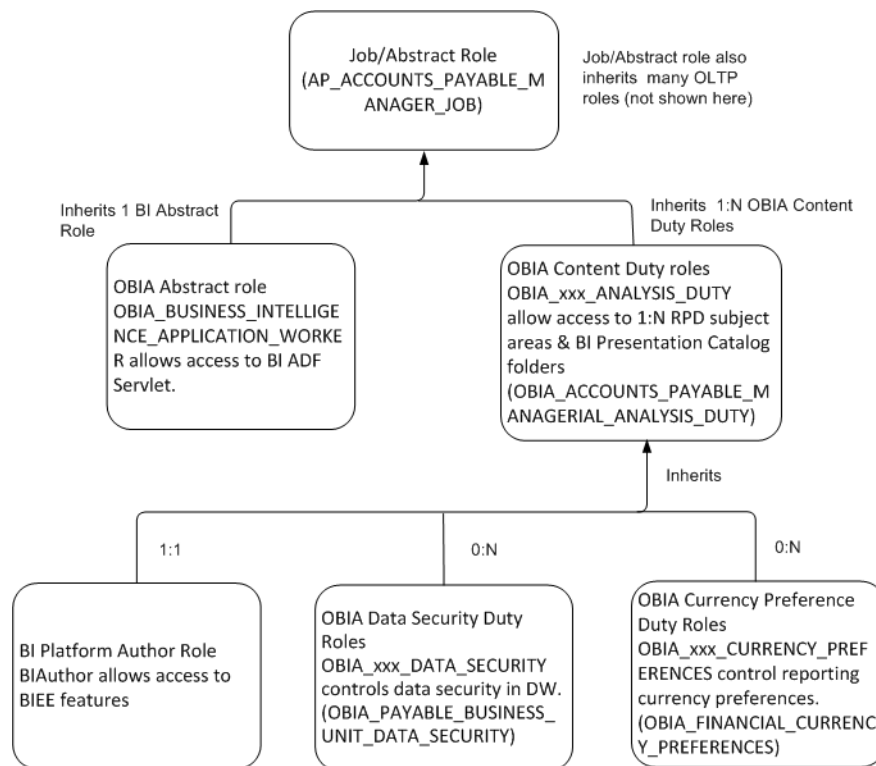 Job/Abstract Role
(AP_ACCOUNTS_PAYABLE_M
ANAGER_JOB)
Job/Abstract role also
inherits many OLTP
roles (not shown here)
Inherits 1 BI Abstract
Role
Inherits 1:N OBIA Content
Duty Roles
OBIA Abstract role
OBIA_BUSINESS_INTELLIGE
NCE_APPLICATION_WORKE
R allows access to BI ADF
Servlet.
OBIA Content Duty roles
OBIA_xxx_ANALYSIS_DUTY
allow access to 1:N RPD subject
areas & BI Presentation Catalog
folders
(OBIA_ACCOUNTS_PAYABLE_M
ANAGERIAL_ANALYSIS_DUTY)
Inherits
1:1
0:N
0:N
BI Platform Author Role
BIAuthor allows access to
BIEE features
OBIA Data Security Duty
Roles
OBIA_xxx_DATA_SECURITY
controls data security in DW.
(OBIA_PAYABLE_BUSINESS_
UNIT_DATA_SECURITY)
OBIA Currency Preference
Duty Roles
OBIA_xxx_CURRENCY_PREF
ERENCES control reporting
currency preferences.
(OBIA_FINANCIAL_CURRENC
Y_PREFERENCES)